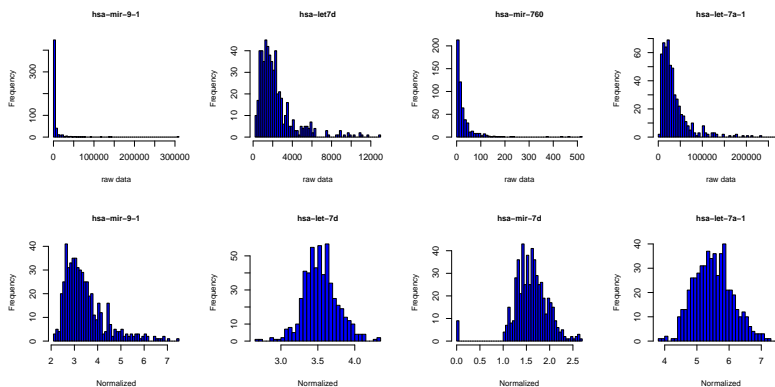 hsa-mir-9-1
Frequency
0 100 300
0 100000 200000 300000
raw data
hsa-let7d
Frequency
0 10 20 30 40
0 4000 8000 12000
raw data
hsa-mir-760
Frequency
0 50 100 150 200
0 100 200 300 400 500
raw data
hsa-let-7a-1
Frequency
0 20 40 60
0 100000 200000
raw data
hsa-mir-9-1
Frequency
0 10 20 30 40
2 3 4 5 6 7
Normalized
hsa-let-7d
Frequency
0 10 30 50
3.0 3.5 4.0
Normalized
hsa-mir-7d
Frequency
0 10 20 30 40
0.0 0.5 1.0 1.5 2.0 2.5
Normalized
hsa-let-7a-1
Frequency
0 10 20 30 40
4 5 6 7
Normalized